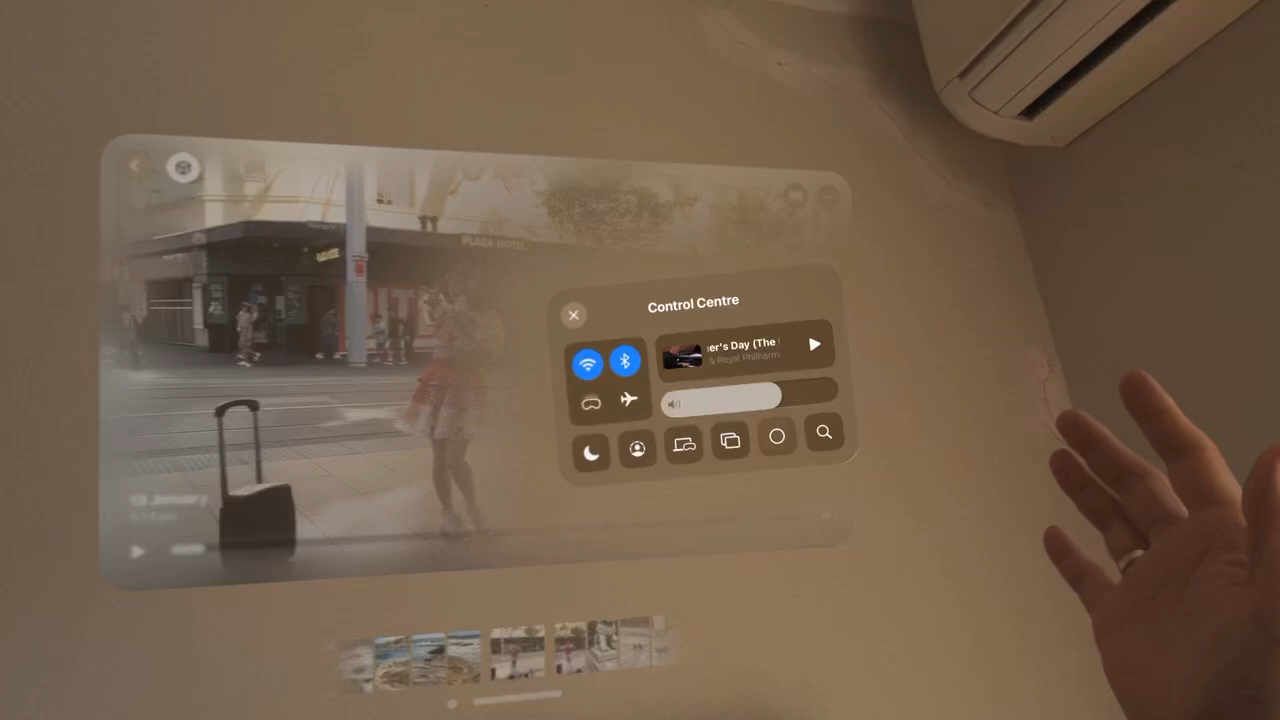 PLAZA HOTEL
Control Centre
er's Day (The
& Royal Philharm
13 January